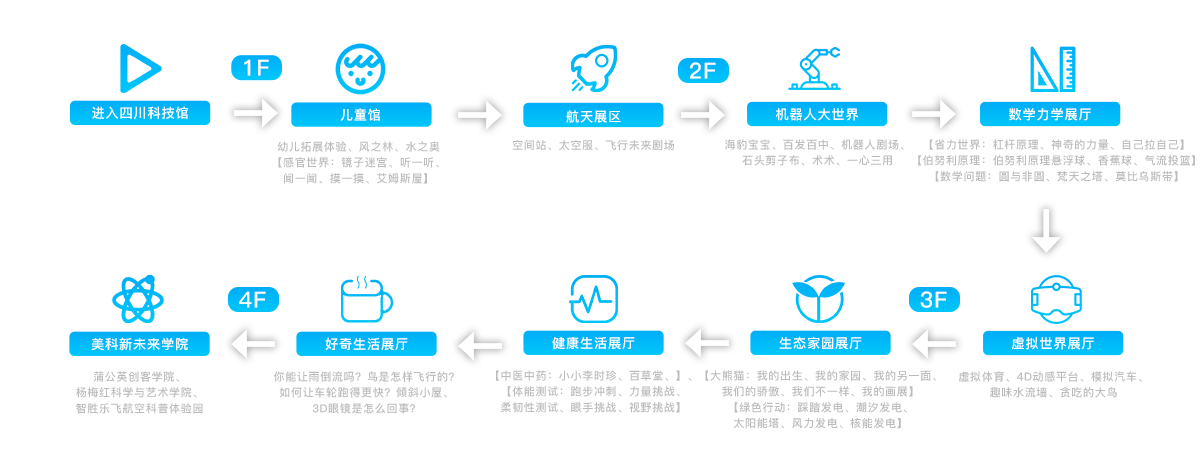 进入四川科技馆
1F
儿童馆
幼儿拓展体验、风之林、水之奥
【感官世界：镜子迷宫、听一听、
闻一闻、摸一摸、艾姆斯屋】
航天展区
空间站、太空服、飞行未来剧场
2F
机器人大世界
海豹宝宝、百发百中、机器人剧场、
石头剪子布、术术、一心三用
数学力学展厅
【省力世界：杠杆原理、神奇的力量、自己拉自己】
【伯努利原理：伯努利原理悬浮球、香蕉球、气流投篮】
【数学问题：圆与非圆、梵天之塔、莫比乌斯带】
虚拟世界展厅
虚拟体育、4D动感平台、模拟汽车、
趣味水流墙、贪吃的大鸟
3F
生态家园展厅
【大熊猫：我的出生、我的家园、我的另一面、
我们的骄傲、我们不一样、我的画展】
【绿色行动：踩踏发电、潮汐发电、
太阳能塔、风力发电、核能发电】
健康生活展厅
【中医中药：小小李时珍、百草堂、】、
【体能测试：跑步冲刺、力量挑战、
柔韧性测试、眼手挑战、视野挑战】
好奇生活展厅
你能让雨倒流吗？鸟是怎样飞行的？
如何让车轮跑得更快？倾斜小屋、
3D眼镜是怎么回事？
4F
美科新未来学院
蒲公英创客学院、
杨梅红科学与艺术学院、
智胜乐飞航空科普体验园